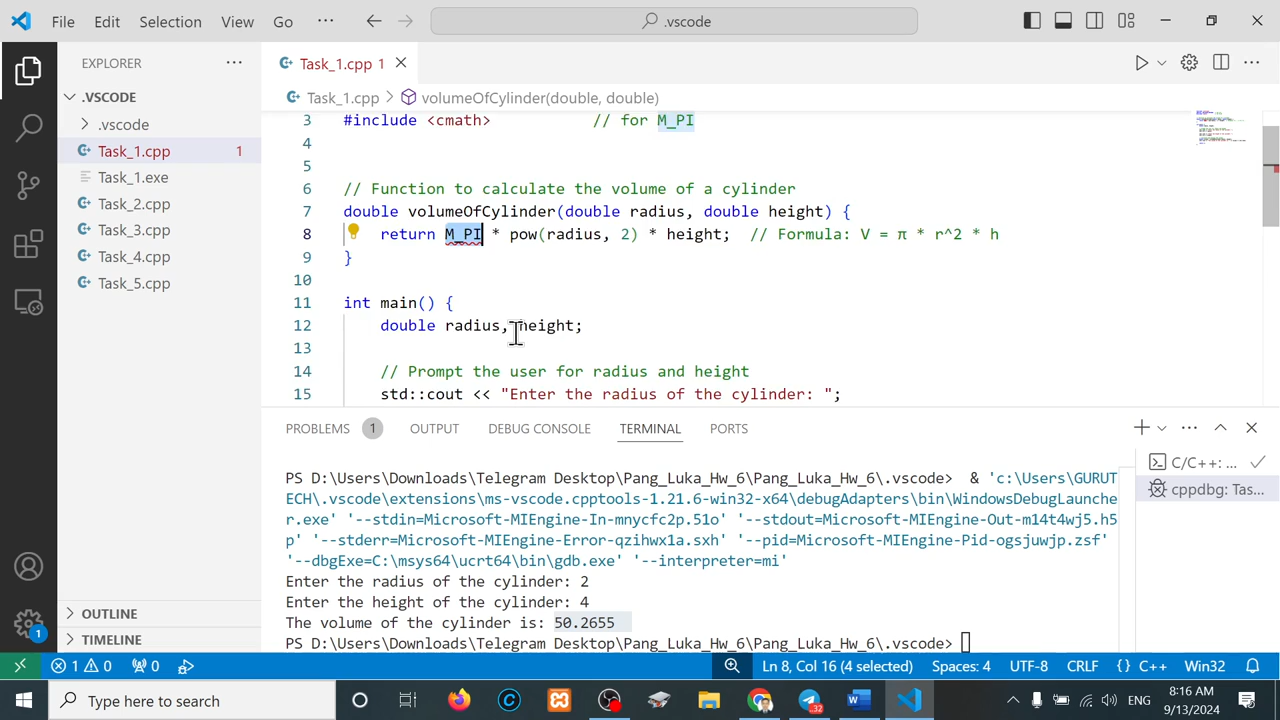 File Edit Selection View Go ··· .vscode
EXPLORER ···
.VSCODE
.vscode
Task_1.cpp 1
Task_1.exe
Task_2.cpp
Task_3.cpp
Task_4.cpp
Task_5.cpp
OUTLINE
TIMELINE
Task_1.cpp 1
Task_1.cpp > volumeOfCylinder(double, double)
3 #include <cmath> // for M_PI
4
5
6 // Function to calculate the volume of a cylinder
7 double volumeOfCylinder(double radius, double height) {
8 return M_PI * pow(radius, 2) * height; // Formula: V = π * r^2 * h
9 }
10
11 int main() {
12 double radius, height;
13
14 // Prompt the user for radius and height
15 std::cout << "Enter the radius of the cylinder: ";
PROBLEMS 1 OUTPUT DEBUG CONSOLE TERMINAL PORTS
PS D:\Users\Downloads\Telegram Desktop\Pang_Luka_Hw_6\Pang_Luka_Hw_6\.vscode> & 'c:\Users\GURUT
ECH\.vscode\extensions\ms-vscode.cpptools-1.21.6-win32-x64\debugAdapters\bin\WindowsDebugLaunche
r.exe' '--stdin=Microsoft-MIEngine-In-mnycfc2p.51o' '--stdout=Microsoft-MIEngine-Out-m14t4wj5.h5
p' '--stderr=Microsoft-MIEngine-Error-qzihwx1a.sxh' '--pid=Microsoft-MIEngine-Pid-ogsjuwjp.zsf'
'--dbgExe=C:\msys64\ucrt64\bin\gdb.exe' '--interpreter=mi'
Enter the radius of the cylinder: 2
Enter the height of the cylinder: 4
The volume of the cylinder is: 50.2655
PS D:\Users\Downloads\Telegram Desktop\Pang_Luka_Hw_6\Pang_Luka_Hw_6\.vscode>
C/C++: ...
cppdbg: Tas...
1
1 0 0 Ln 8, Col 16 (4 selected) Spaces: 4 UTF-8 CRLF {} C++ Win32
Type here to search
.32
ENG
8:16 AM
9/13/2024